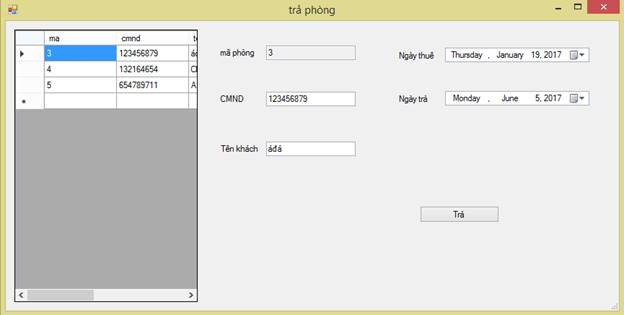 trả phòng
ma cmnd
3 123456879
4 132164654
5 654789711 A
mã phòng 3
CMND 123456879
Tên khách áđá
Ngày thuê Thursday , January 19, 2017
Ngày trả Monday , June 5, 2017
Trả